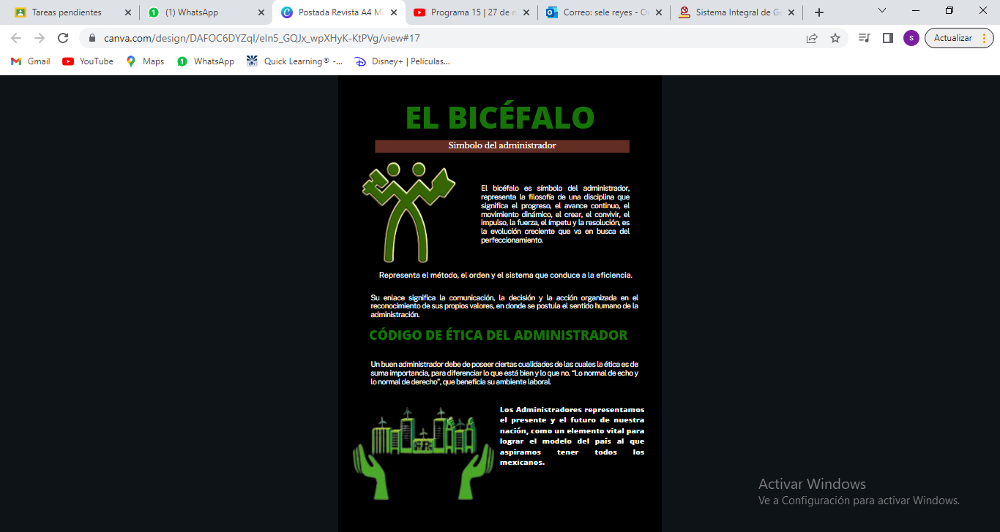 Tareas pendientes
(1) WhatsApp
Postada Revista A4 M
Programa 15 | 27 de n
Correo: sele reyes - O
Sistema Integral de G
canva.com/design/DAFOC6DYZqI/eln5_GQJx_wpXHyK-KtPVg/view#17
S
Actualizar
Gmail
YouTube
Maps
1
WhatsApp
Quick Learning® -...
Disney+ | Películas...
EL BICÉFALO
Símbolo del administrador
El bicéfalo es símbolo del administrador,
representa la filosofía de una disciplina que
significa el progreso, el avance continuo, el
movimiento dinámico, el crear, el convivir, el
impulso, la fuerza, el ímpetu y la resolución, es
la evolución creciente que va en busca del
perfeccionamiento.
Representa el método, el orden y el sistema que conduce a la eficiencia.
Su enlace significa la comunicación, la decisión y la acción organizada en el
reconocimiento de sus propios valores, en donde se postula el sentido humano de la
administración.
CÓDIGO DE ÉTICA DEL ADMINISTRADOR
Un buen administrador debe de poseer ciertas cualidades de las cuales la ética es de
suma importancia, para diferenciar lo que está bien y lo que no. “Lo normal de echo y
lo normal de derecho”, que beneficia su ambiente laboral.
Los Administradores representamos
el presente y el futuro de nuestra
nación, como un elemento vital para
lograr el modelo del país al que
aspiramos tener todos los
mexicanos.
Activar Windows
Ve a Configuración para activar Windows.